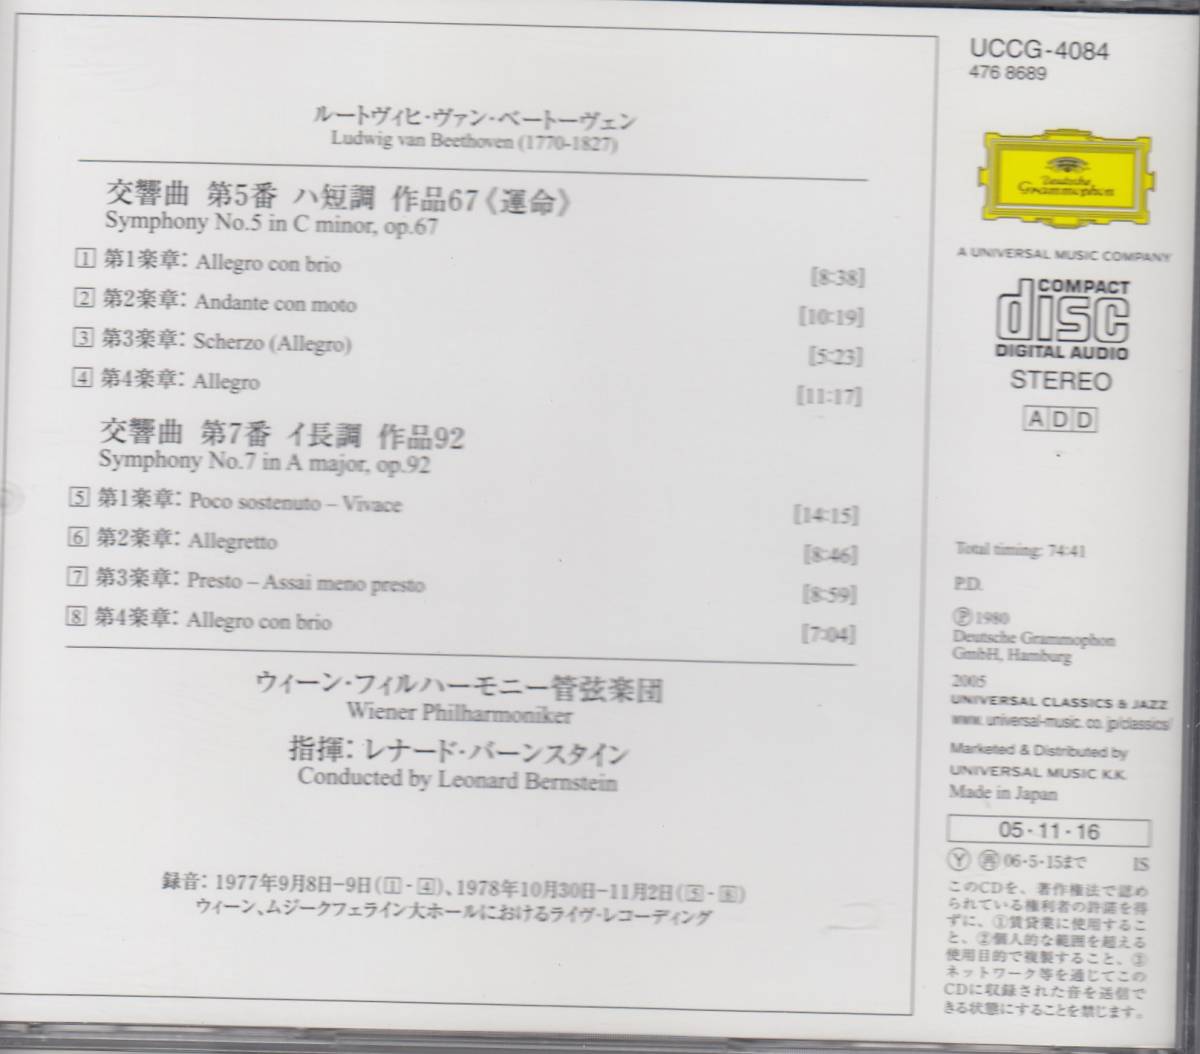 ルートヴィヒ・ヴァン・ベートーヴェン
Ludwig van Beethoven (1770-1827)
交響曲 第5番 ハ短調 作品67《運命》
Symphony No.5 in C minor, op.67
1 第1楽章: Allegro con brio [8:38]
2 第2楽章: Andante con moto [10:19]
3 第3楽章: Scherzo (Allegro) [5:23]
4 第4楽章: Allegro [11:17]
交響曲 第7番 イ長調 作品92
Symphony No.7 in A major, op.92
5 第1楽章: Poco sostenuto – Vivace [14:15]
6 第2楽章: Allegretto [8:46]
7 第3楽章: Presto – Assai meno presto [8:59]
8 第4楽章: Allegro con brio [7:04]
ウィーン・フィルハーモニー管弦楽団
Wiener Philharmoniker
指揮: レナード・バーンスタイン
Conducted by Leonard Bernstein
録音: 1977年9月8日-9日(1 - 4)、1978年10月30日-11月2日(5 - 8)
ウィーン、ムジークフェライン大ホールにおけるライヴ・レコーディング
UCCG-4084
476 8689
Deutsche
Grammophon
A UNIVERSAL MUSIC COMPANY
COMPACT
disc
DIGITAL AUDIO
STEREO
ADD
Total timing: 74:41
P.D.
Ⓟ 1980
Deutsche Grammophon
GmbH, Hamburg
2005
UNIVERSAL CLASSICS & JAZZ
www.universal-music.co.jp/classics/
Marketed & Distributed by
UNIVERSAL MUSIC K.K.
Made in Japan
05・11・16
Ⓨ 再 06・5・15まで IS
このCDを、著作権法で認め
られている権利者の許諾を得
ずに、①賃貸業に使用するこ
と、②個人的な範囲を超える
使用目的で複製すること、③
ネットワーク等を通じてこの
CDに収録された音を送信で
きる状態にすることを禁じます。